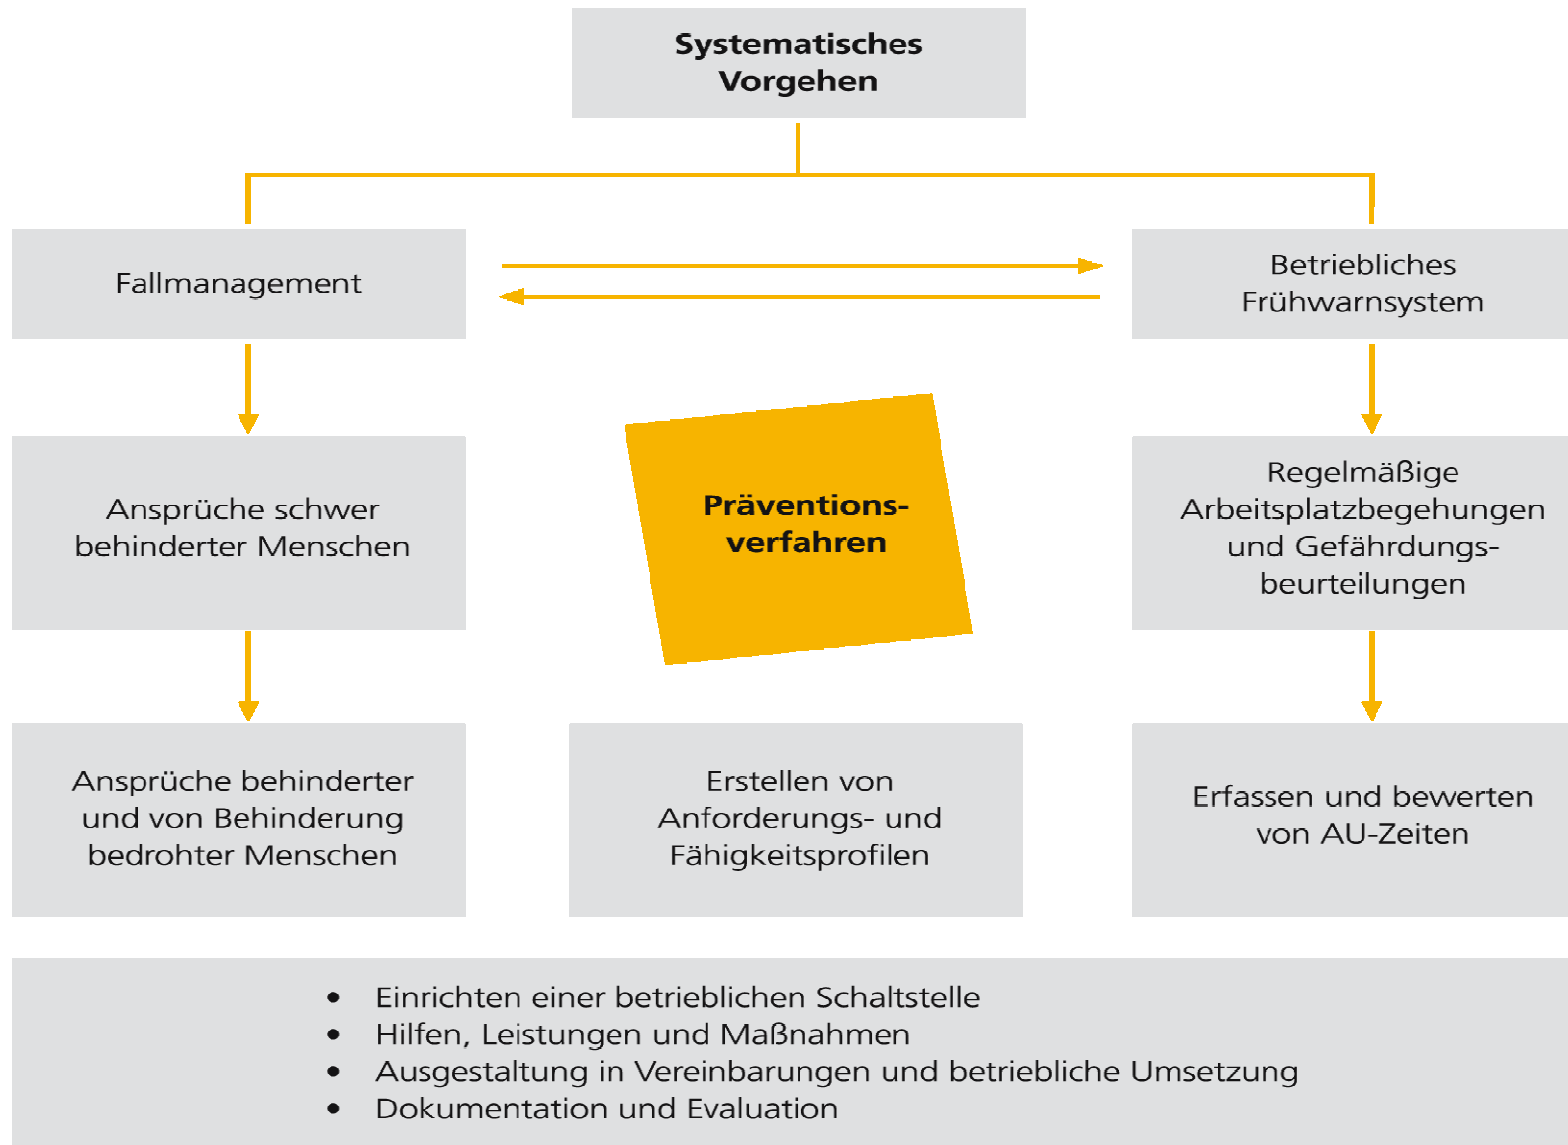 Systematisches
Vorgehen
Fallmanagement
Betriebliches
Frühwarnsystem
Ansprüche schwer
behinderter Menschen
Präventions-
verfahren
Regelmäßige
Arbeitsplatzbegehungen
und Gefährdungs-
beurteilungen
Ansprüche behinderter
und von Behinderung
bedrohter Menschen
Erstellen von
Anforderungs- und
Fähigkeitsprofilen
Erfassen und bewerten
von AU-Zeiten
• Einrichten einer betrieblichen Schaltstelle
• Hilfen, Leistungen und Maßnahmen
• Ausgestaltung in Vereinbarungen und betriebliche Umsetzung
• Dokumentation und Evaluation